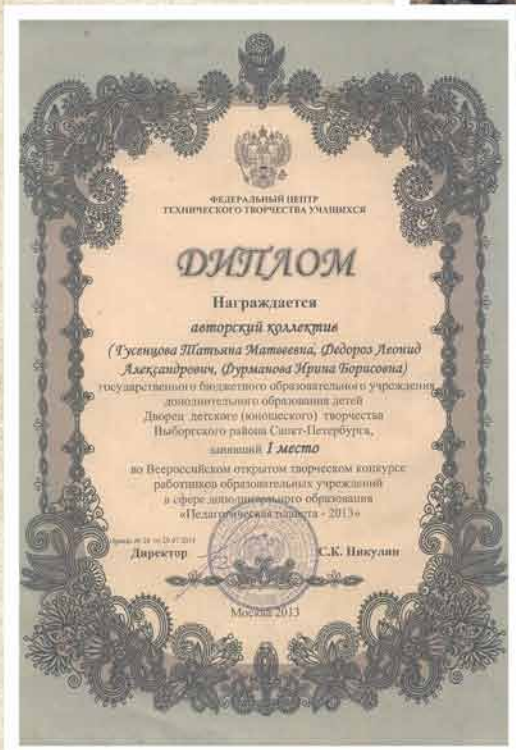 ФЕДЕРАЛЬНЫЙ ЦЕНТР
ТЕХНИЧЕСКОГО ТВОРЧЕСТВА УЧАЩИХСЯ
ДИПЛОМ
Награждается
авторский коллектив
(Гусенцова Татьяна Матвеевна, Федороз Леонид
Александрович, Фурманова Ирина Борисовна)
государственного бюджетного образовательного учреждения
дополнительного образования детей
Дворец детского (юношеского) творчества
Выборгского района Санкт-Петербурга,
занявший I место
во Всероссийском открытом творческом конкурсе
работников образовательных учреждений
в сфере дополнительного образования
«Педагогическая планета - 2013»
Директор С.К. Никулин
Москва 2013